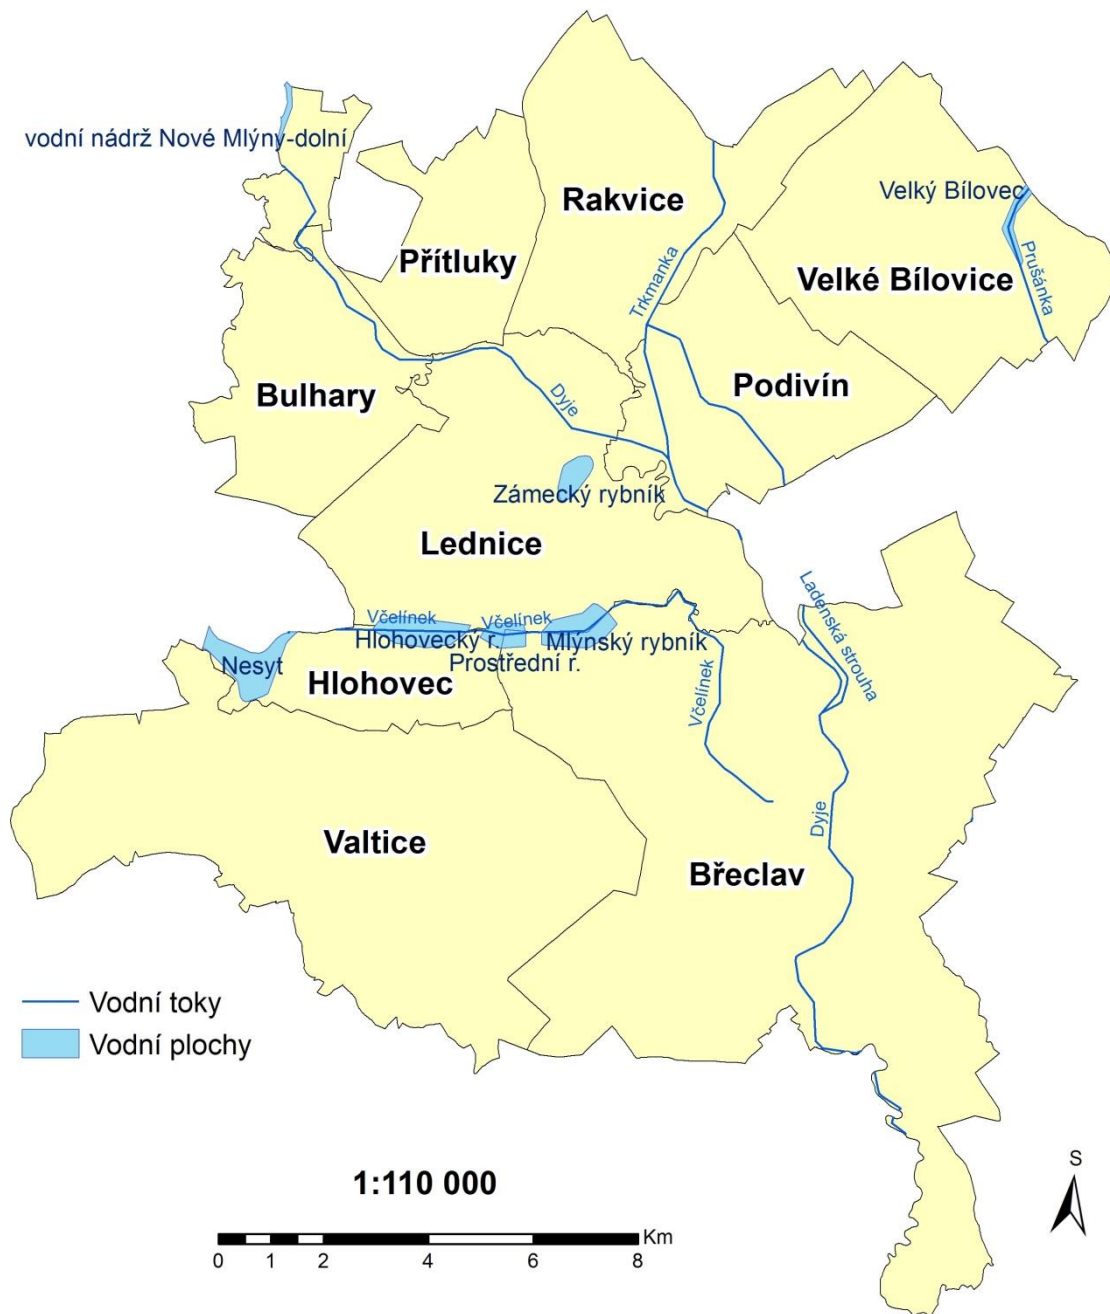 vodní nádrž Nové Mlýny-dolní
Rakvice
Velký Bílovec
Přítluky
Trkmanka
Velké Bílovice
Prušánka
Bulhary
Dyje
Podivín
Zámecký rybník
Lednice
Ladenská strouha
Včelínek
Včelínek
Hlohovecký r.
Mlýnský rybník
Prostřední r.
Nesyt
Hlohovec
Včelínek
Valtice
Dyje
Břeclav
Vodní toky
Vodní plochy
1:110 000
S
Km
0 1 2 4 6 8